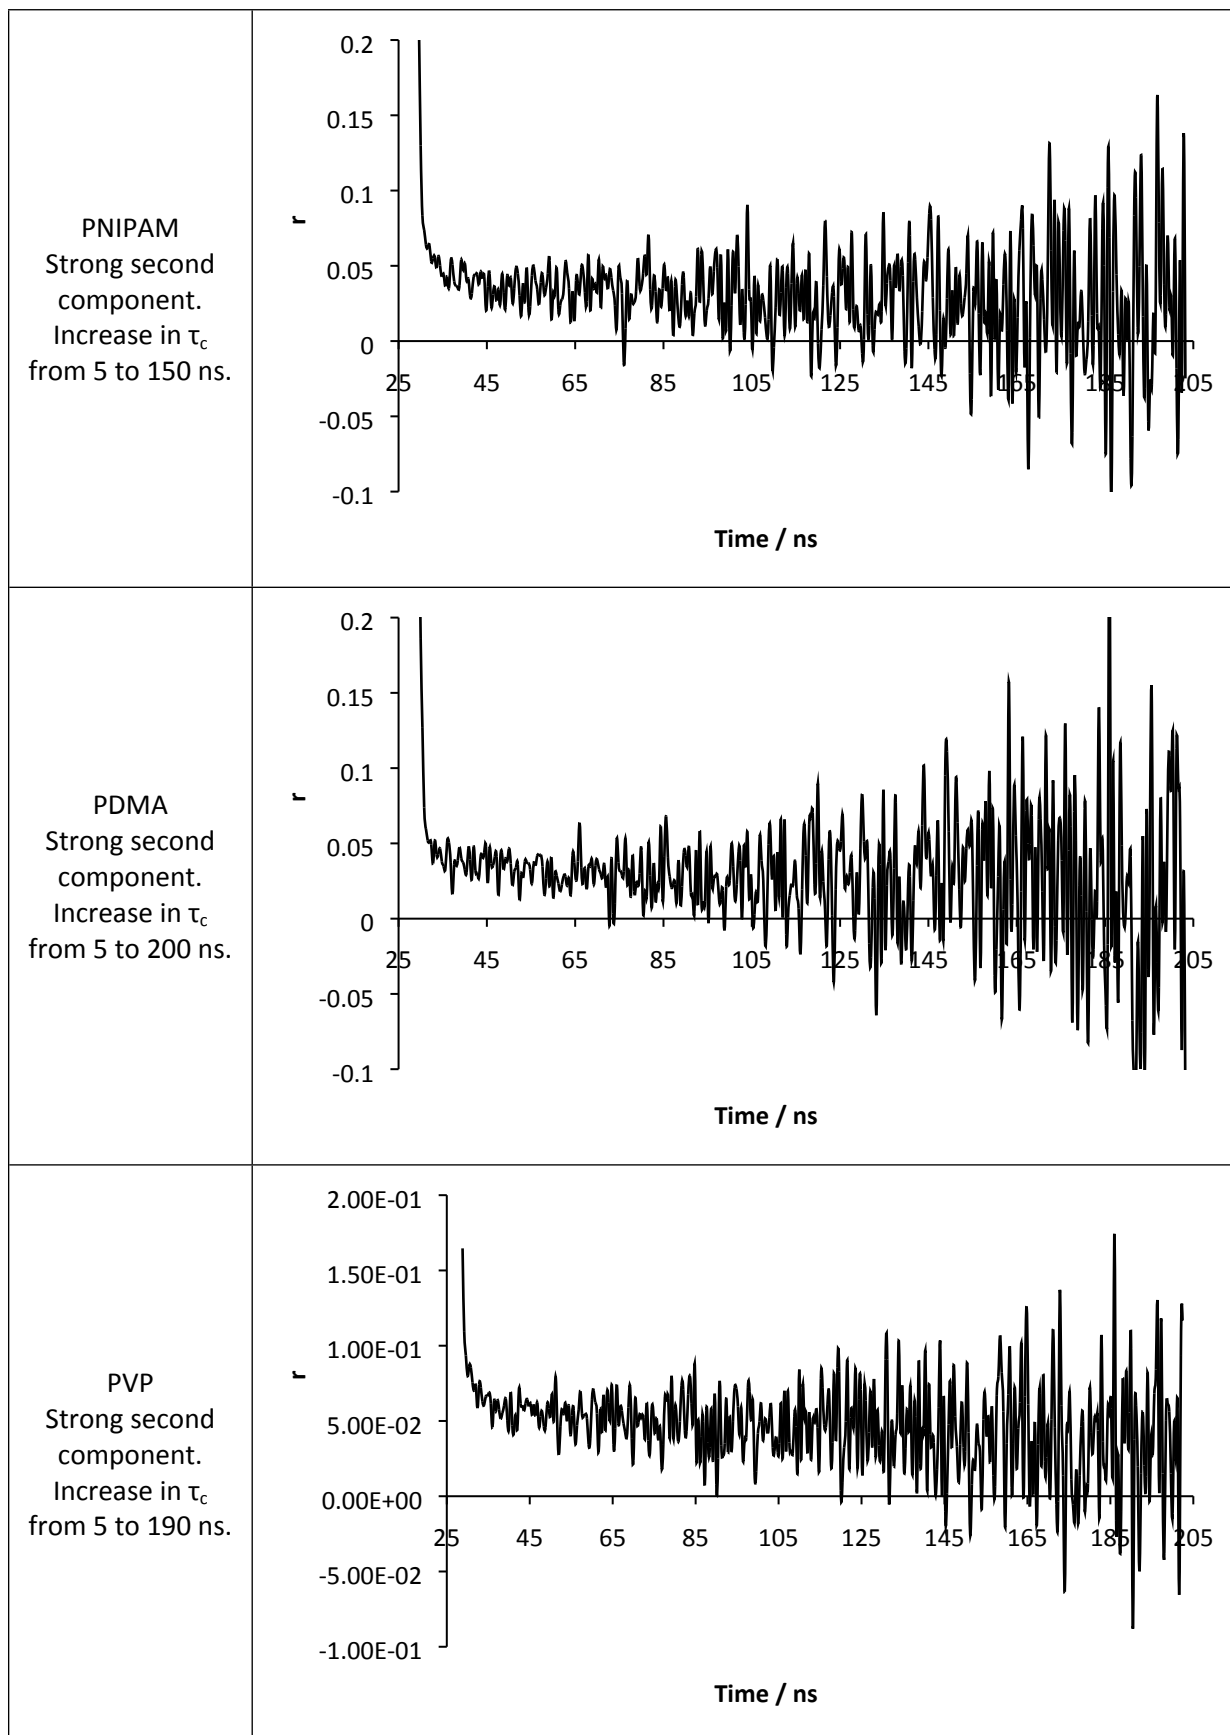 PNIPAM
Strong second
component.
Increase in τc
from 5 to 150 ns.
0.2
0.15
0.1
0.05
0
-0.05
-0.1
r
25 45 65 85 105 125 145 165 185 205
Time / ns
PDMA
Strong second
component.
Increase in τc
from 5 to 200 ns.
0.2
0.15
0.1
0.05
0
-0.05
-0.1
r
25 45 65 85 105 125 145 165 185 205
Time / ns
PVP
Strong second
component.
Increase in τc
from 5 to 190 ns.
2.00E-01
1.50E-01
1.00E-01
5.00E-02
0.00E+00
-5.00E-02
-1.00E-01
r
25 45 65 85 105 125 145 165 185 205
Time / ns